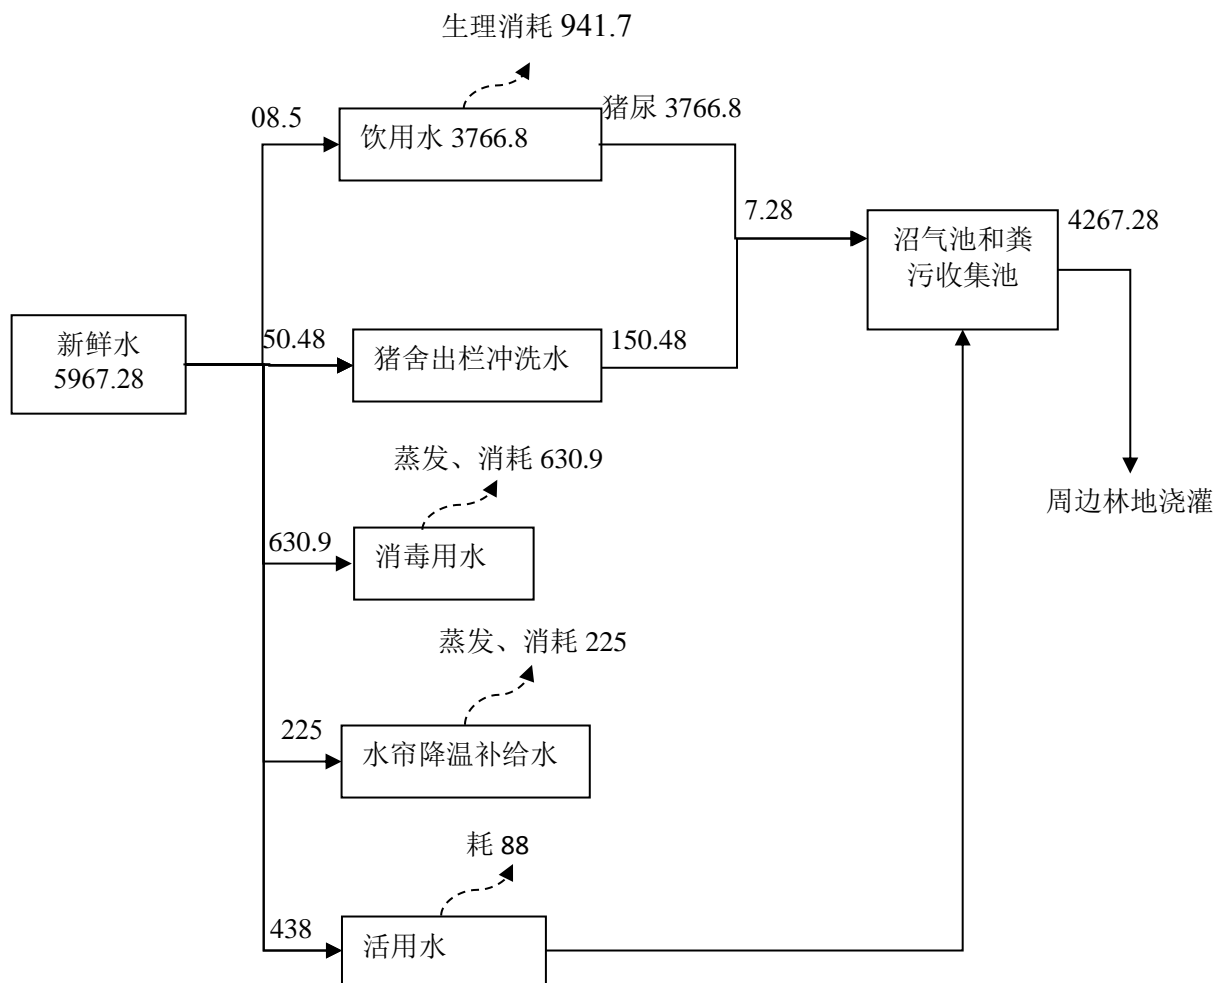 生理消耗 941.7
08.5
饮用水 3766.8
猪尿 3766.8
7.28
沼气池和粪
污收集池
4267.28
新鲜水
5967.28
50.48
猪舍出栏冲洗水
150.48
蒸发、消耗 630.9
630.9
消毒用水
周边林地浇灌
蒸发、消耗 225
225
水帘降温补给水
耗 88
438
活用水